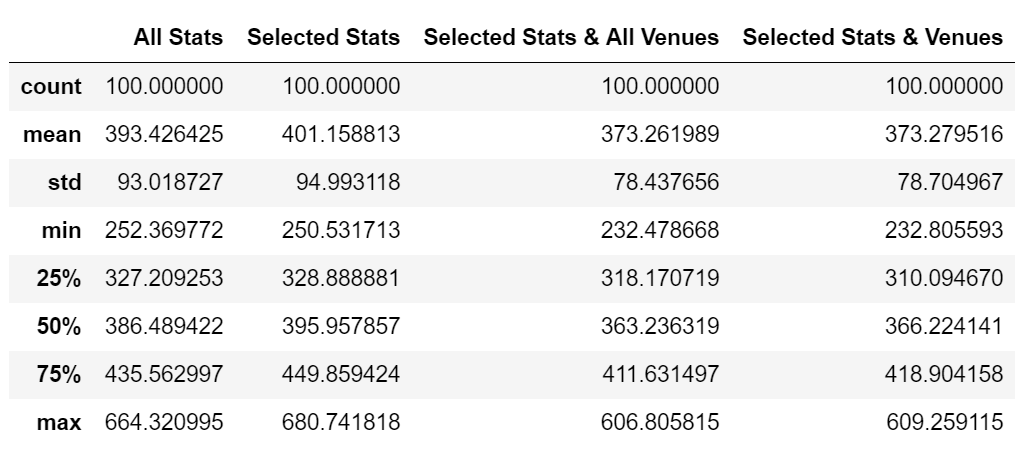 All Stats Selected Stats Selected Stats & All Venues Selected Stats & Venues
count 100.000000 100.000000 100.000000 100.000000
mean 393.426425 401.158813 373.261989 373.279516
std 93.018727 94.993118 78.437656 78.704967
min 252.369772 250.531713 232.478668 232.805593
25% 327.209253 328.888881 318.170719 310.094670
50% 386.489422 395.957857 363.236319 366.224141
75% 435.562997 449.859424 411.631497 418.904158
max 664.320995 680.741818 606.805815 609.259115